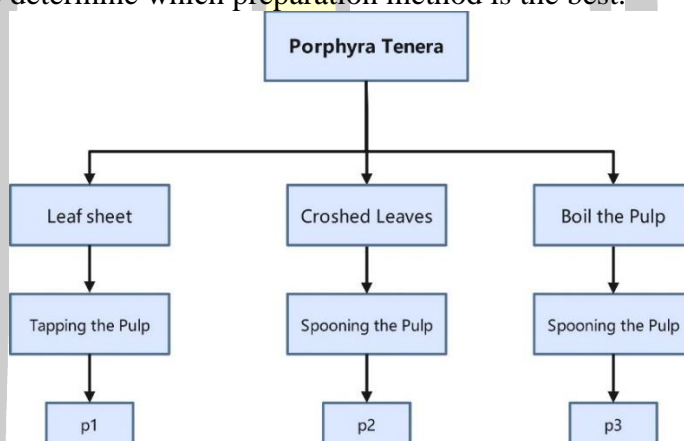 determine which preparation method is the best.
Porphyra Tenera
Leaf sheet
Croshed Leaves
Boil the Pulp
Tapping the Pulp
Spooning the Pulp
Spooning the Pulp
p1
p2
p3